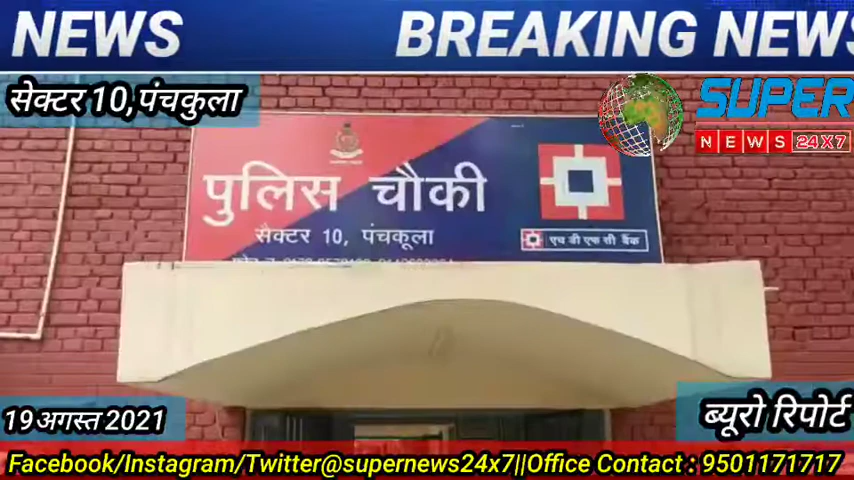 NEWS BREAKING NEWS
सेक्टर 10, पंचकुला
SUPER
NEWS 24X7
पुलिस चौकी
सैक्टर 10, पंचकूला
एच डी एफ सी बैंक
19 अगस्त 2021
ब्यूरो रिपोर्ट
Facebook/Instagram/Twitter@supernews24x7||Office Contact : 9501171717